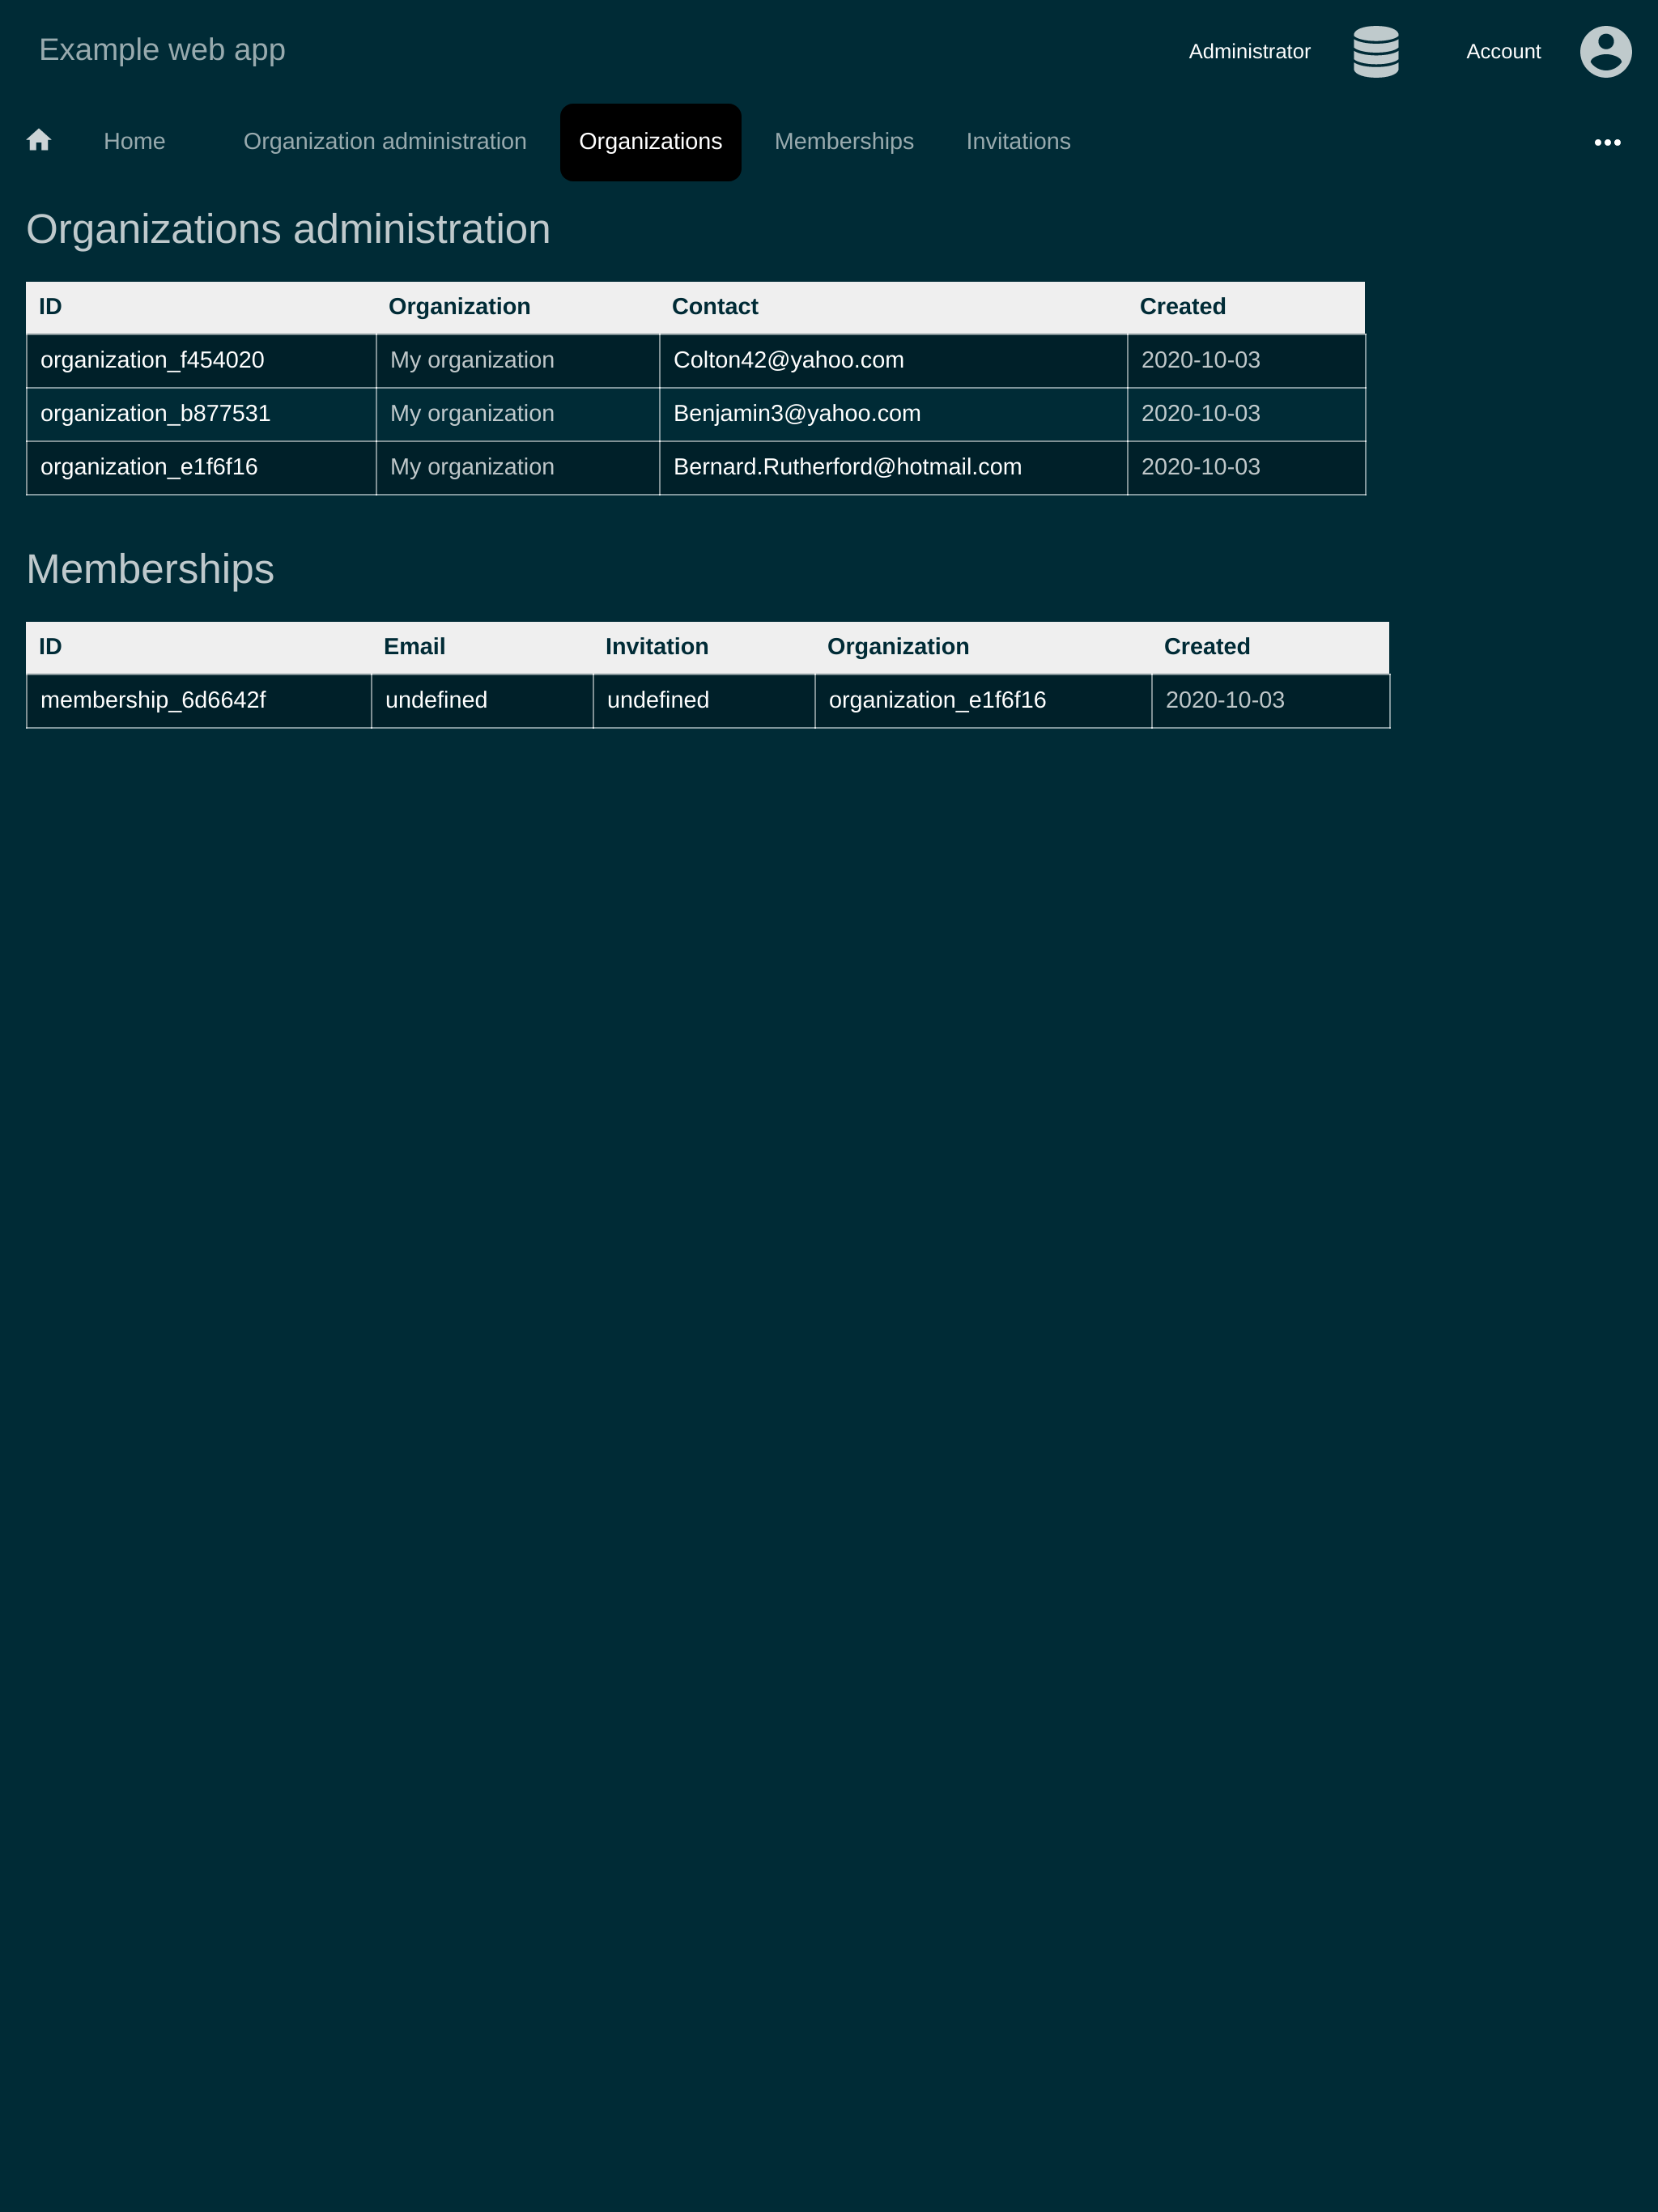 Example web app
Administrator
Account
Home
Organization administration
Organizations
Memberships
Invitations
Organizations administration
ID Organization Contact Created
organization_f454020 My organization Colton42@yahoo.com 2020-10-03
organization_b877531 My organization Benjamin3@yahoo.com 2020-10-03
organization_e1f6f16 My organization Bernard.Rutherford@hotmail.com 2020-10-03
Memberships
ID Email Invitation Organization Created
membership_6d6642f undefined undefined organization_e1f6f16 2020-10-03